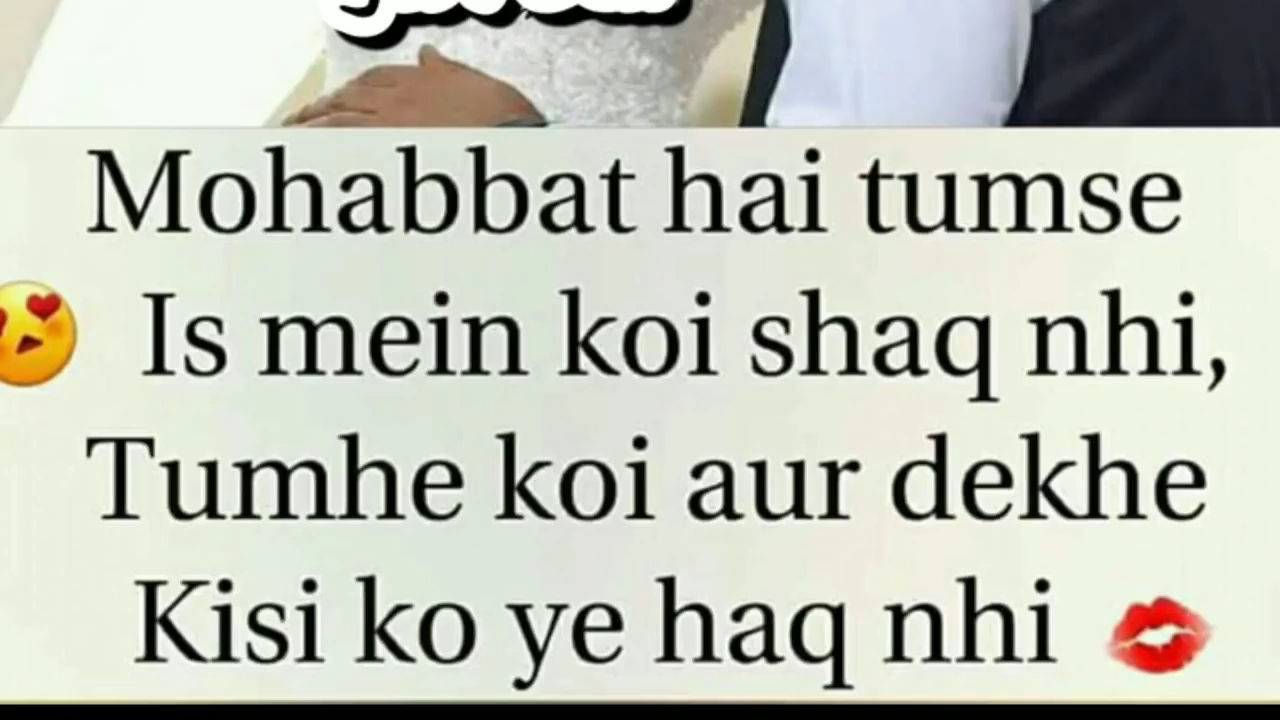 Mohabbat hai tumse
😍 Is mein koi shaq nhi,
Tumhe koi aur dekhe
Kisi ko ye haq nhi 💋